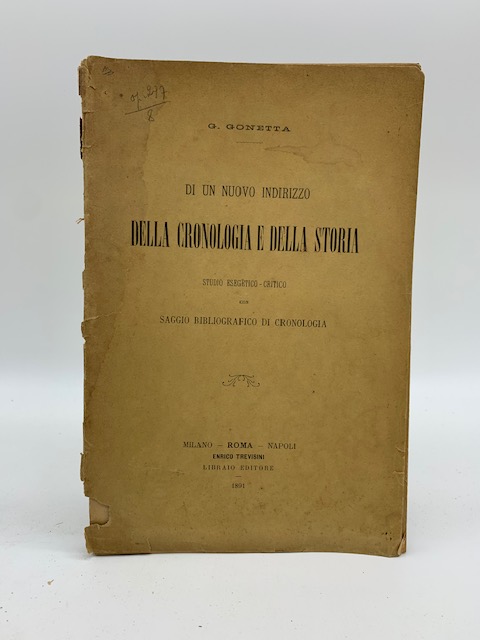 G. GONETTA
DI UN NUOVO INDIRIZZO
DELLA CRONOLOGIA E DELLA STORIA
STUDIO ESEGETICO-CRITICO
CON
SAGGIO BIBLIOGRAFICO DI CRONOLOGIA
MILANO — ROMA — NAPOLI
ENRICO TREVISINI
LIBRAIO EDITORE
1891